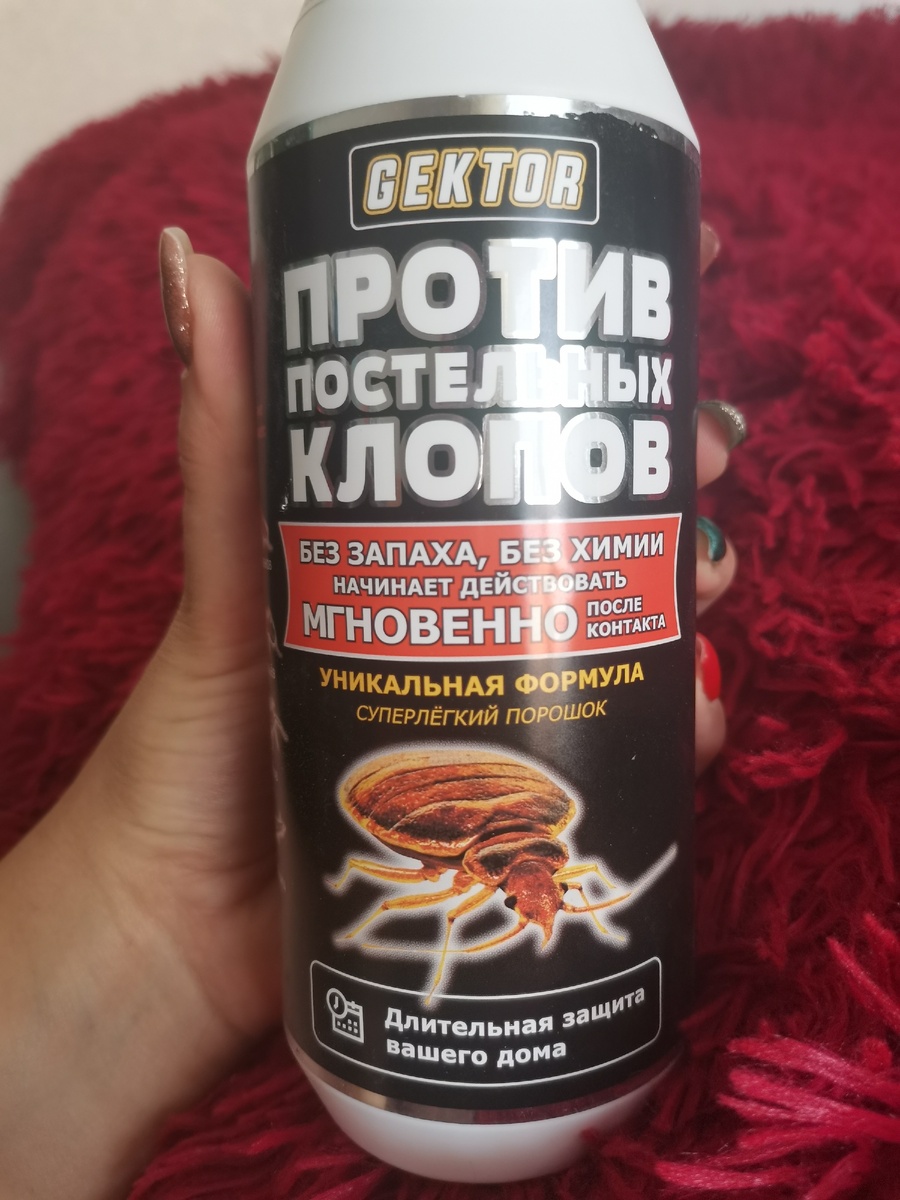 GEKTOR
ПРОТИВ
ПОСТЕЛЬНЫХ
КЛОПОВ
БЕЗ ЗАПАХА, БЕЗ ХИМИИ
НАЧИНАЕТ ДЕЙСТВОВАТЬ
МГНОВЕННО ПОСЛЕ КОНТАКТА
УНИКАЛЬНАЯ ФОРМУЛА
СУПЕРЛЁГКИЙ ПОРОШОК
Длительная защита
вашего дома